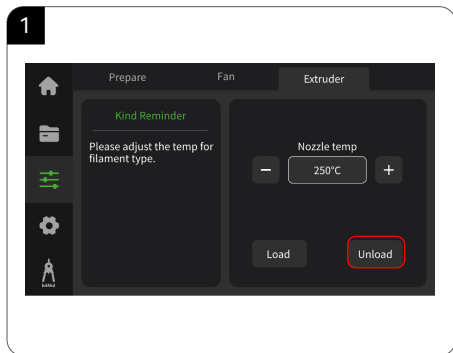 1
Prepare Fan Extruder
Kind Reminder
Please adjust the temp for
filament type.
Nozzle temp
− 250°C +
Load Unload